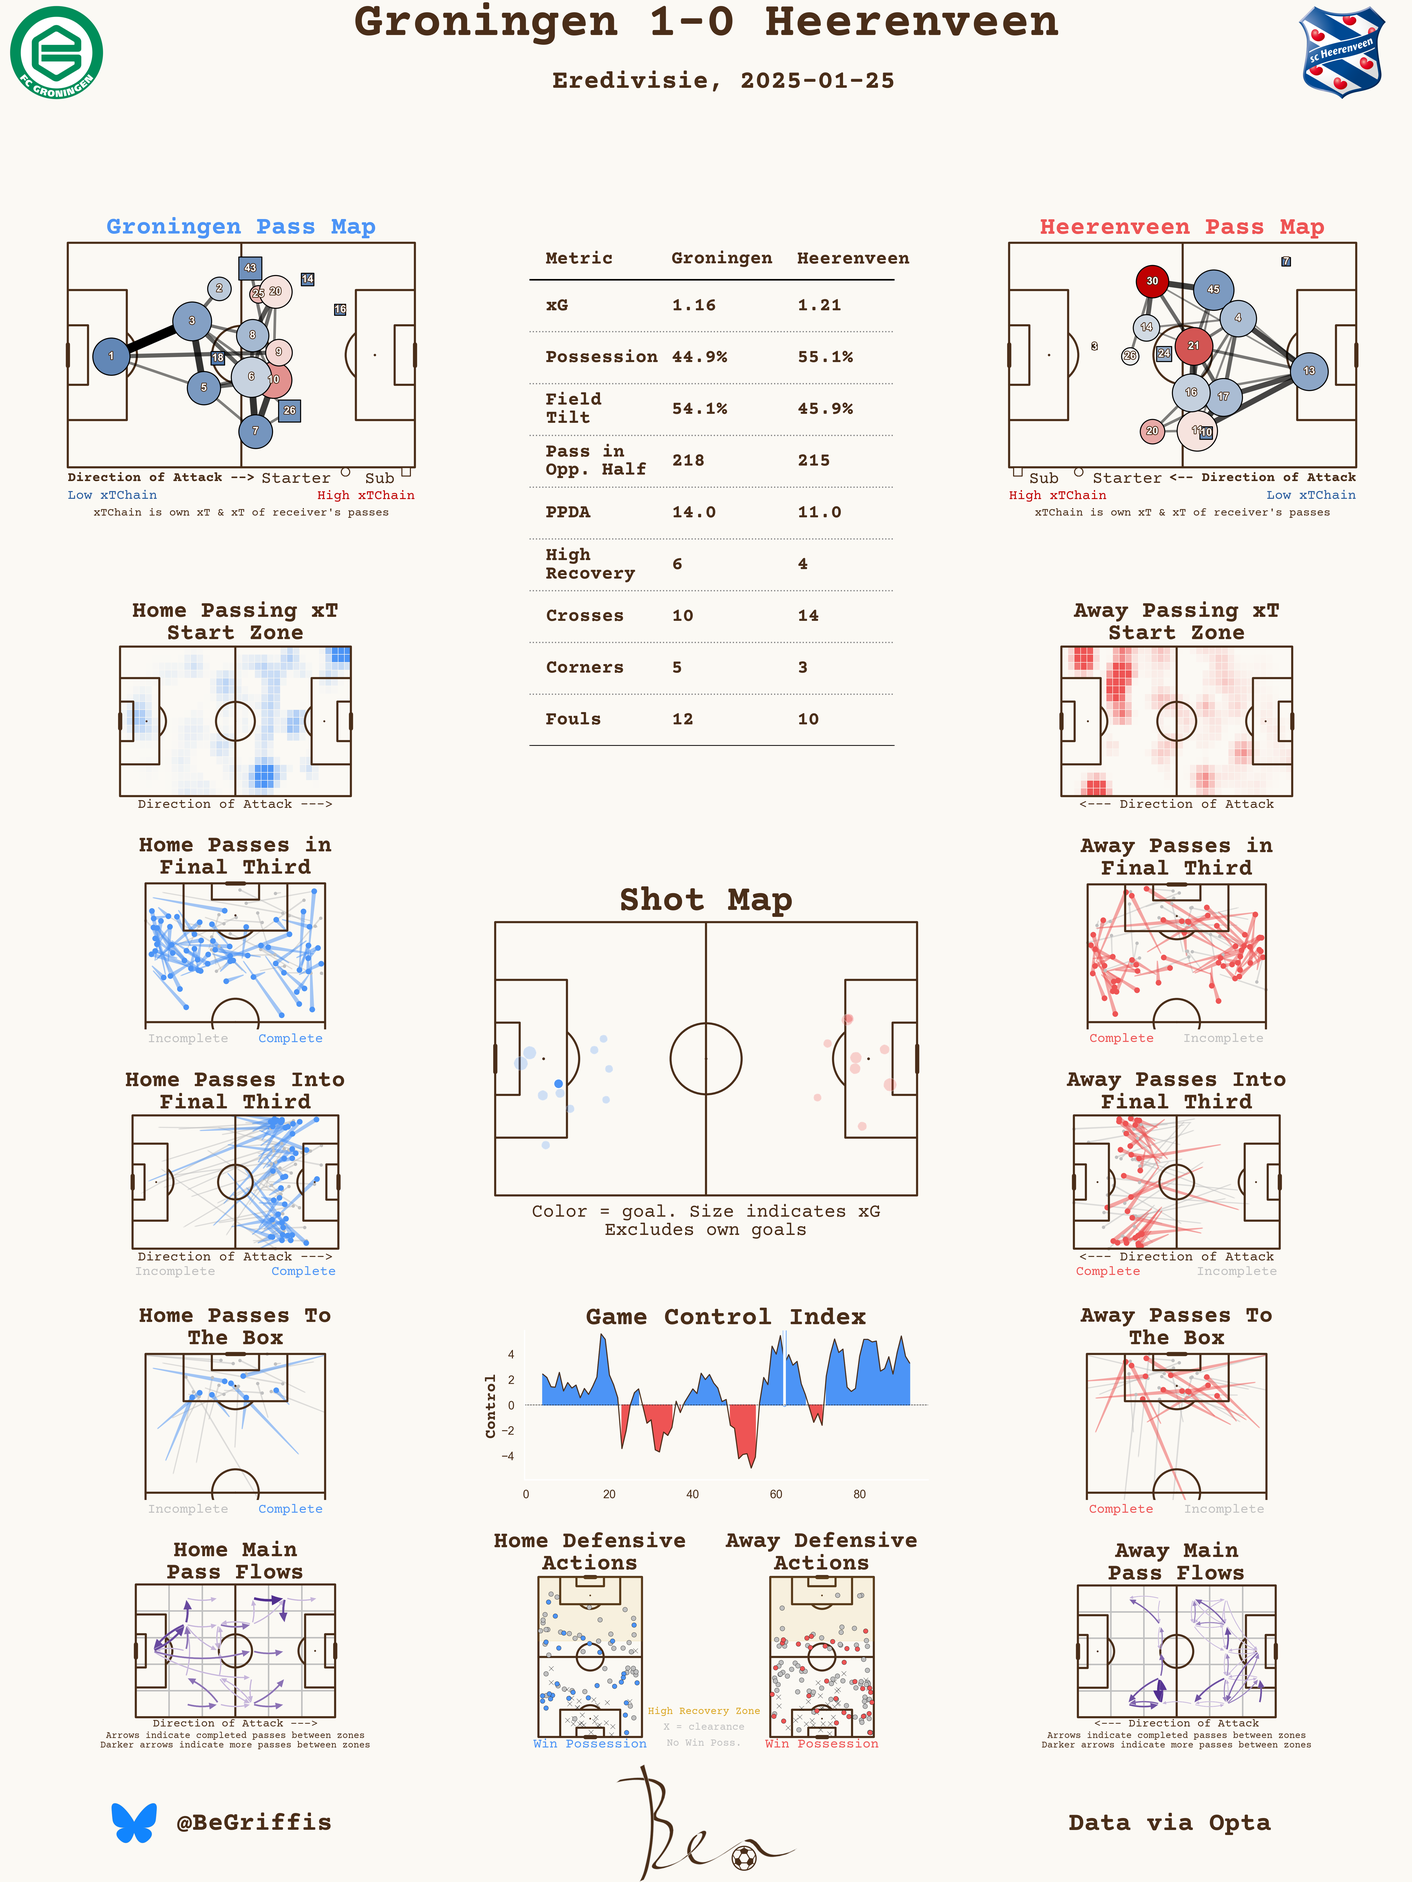 Groningen 1-0 Heerenveen
Eredivisie, 2025-01-25
FC GRONINGEN
sc Heerenveen
Groningen Pass Map
43
14
2
25
20
16
3
8
1
18
9
6
10
5
26
7
Direction of Attack --> Starter Sub
Low xTChain High xTChain
xTChain is own xT & xT of receiver's passes
Metric Groningen Heerenveen
xG 1.16 1.21
Possession 44.9% 55.1%
Field
Tilt 54.1% 45.9%
Pass in
Opp. Half 218 215
PPDA 14.0 11.0
High
Recovery 6 4
Crosses 10 14
Corners 5 3
Fouls 12 10
Heerenveen Pass Map
7
30
45
14
4
3
26
24
21
13
16
17
20
11
10
Sub Starter <-- Direction of Attack
High xTChain Low xTChain
xTChain is own xT & xT of receiver's passes
Home Passing xT
Start Zone
Direction of Attack --->
Away Passing xT
Start Zone
<--- Direction of Attack
Home Passes in
Final Third
Incomplete Complete
Away Passes in
Final Third
Complete Incomplete
Shot Map
Color = goal. Size indicates xG
Excludes own goals
Home Passes Into
Final Third
Direction of Attack --->
Incomplete Complete
Away Passes Into
Final Third
<--- Direction of Attack
Complete Incomplete
Home Passes To
The Box
Incomplete Complete
Game Control Index
Control
4
2
0
−2
−4
0 20 40 60 80
Away Passes To
The Box
Complete Incomplete
Home Main
Pass Flows
Direction of Attack --->
Arrows indicate completed passes between zones
Darker arrows indicate more passes between zones
Home Defensive
Actions
Win Possession
High Recovery Zone
X = clearance
No Win Poss.
Away Defensive
Actions
Win Possession
Away Main
Pass Flows
<--- Direction of Attack
Arrows indicate completed passes between zones
Darker arrows indicate more passes between zones
@BeGriffis
Ben
Data via Opta